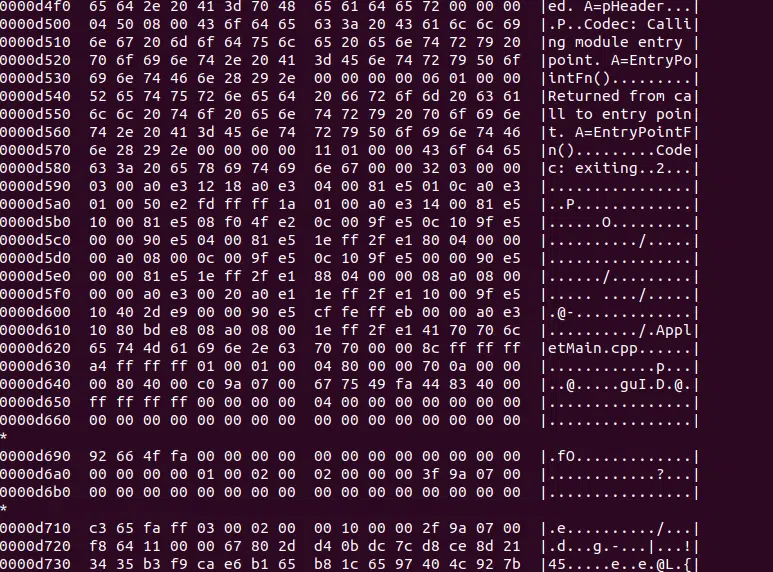 0000d4f0  65 64 2e 20 41 3d 70 48  65 61 64 65 72 00 00 00  |ed. A=pHeader...|
0000d500  04 50 08 00 43 6f 64 65  63 3a 20 43 61 6c 6c 69  |.P..Codec: Calli|
0000d510  6e 67 20 6d 6f 64 75 6c  65 20 65 6e 74 72 79 20  |ng module entry |
0000d520  70 6f 69 6e 74 2e 20 41  3d 45 6e 74 72 79 50 6f  |point. A=EntryPo|
0000d530  69 6e 74 46 6e 28 29 2e  00 00 00 00 06 01 00 00  |intFn().........|
0000d540  52 65 74 75 72 6e 65 64  20 66 72 6f 6d 20 63 61  |Returned from ca|
0000d550  6c 6c 20 74 6f 20 65 6e  74 72 79 20 70 6f 69 6e  |ll to entry poin|
0000d560  74 2e 20 41 3d 45 6e 74  72 79 50 6f 69 6e 74 46  |t. A=EntryPointF|
0000d570  6e 28 29 2e 00 00 00 00  11 01 00 00 43 6f 64 65  |n().........Code|
0000d580  63 3a 20 65 78 69 74 69  6e 67 00 00 32 03 00 00  |c: exiting..2...|
0000d590  03 00 a0 e3 12 18 a0 e3  04 00 81 e5 01 0c a0 e3  |................|
0000d5a0  01 00 50 e2 fd ff ff 1a  01 00 a0 e3 14 00 81 e5  |..P.............|
0000d5b0  10 00 81 e5 08 f0 4f e2  0c 00 9f e5 0c 10 9f e5  |......O.........|
0000d5c0  00 00 90 e5 04 00 81 e5  1e ff 2f e1 80 04 00 00  |........../.....|
0000d5d0  00 a0 08 00 0c 00 9f e5  0c 10 9f e5 00 00 90 e5  |................|
0000d5e0  00 00 81 e5 1e ff 2f e1  88 04 00 00 08 a0 08 00  |....../.........|
0000d5f0  00 00 a0 e3 00 20 a0 e1  1e ff 2f e1 10 00 9f e5  |..... ..../.....|
0000d600  10 40 2d e9 00 00 90 e5  cf fe ff eb 00 00 a0 e3  |.@-.............|
0000d610  10 80 bd e8 08 a0 08 00  1e ff 2f e1 41 70 70 6c  |........../.Appl|
0000d620  65 74 4d 61 69 6e 2e 63  70 70 00 00 8c ff ff ff  |etMain.cpp......|
0000d630  a4 ff ff ff 01 00 01 00  04 80 00 00 70 0a 00 00  |............p...|
0000d640  00 80 40 00 c0 9a 07 00  67 75 49 fa 44 83 40 00  |..@.....guI.D.@.|
0000d650  ff ff ff ff 00 00 00 00  04 00 00 00 00 00 00 00  |................|
0000d660  00 00 00 00 00 00 00 00  00 00 00 00 00 00 00 00  |................|
*
0000d690  92 66 4f fa 00 00 00 00  00 00 00 00 00 00 00 00  |.fO.............|
0000d6a0  00 00 00 00 01 00 02 00  02 00 00 00 3f 9a 07 00  |............?...|
0000d6b0  00 00 00 00 00 00 00 00  00 00 00 00 00 00 00 00  |................|
*
0000d710  c3 65 fa ff 03 00 02 00  00 10 00 00 2f 9a 07 00  |.e........../...|
0000d720  f8 64 11 00 00 67 80 2d  d4 0b dc 7c d8 ce 8d 21  |.d...g.-...|...!|
0000d730  34 35 b3 f9 ca e6 b1 65  b8 1c 65 97 40 4c 92 7b  |45.....e..e.@L.{|